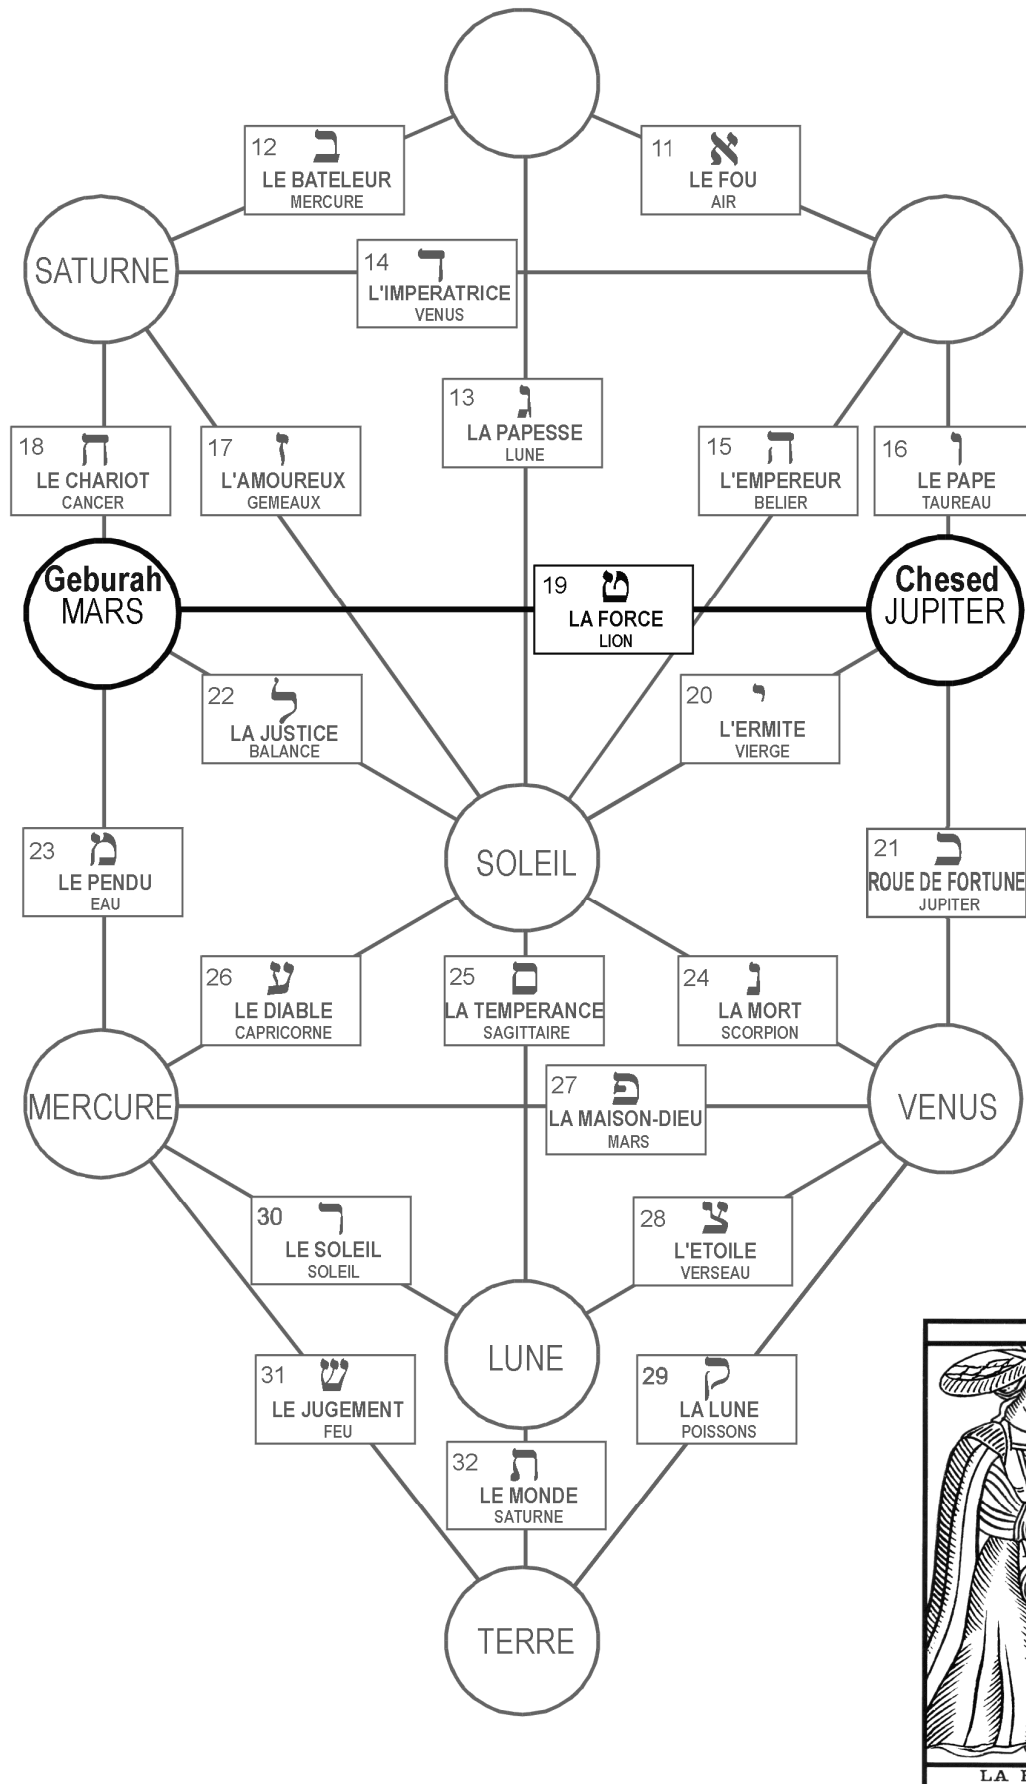 12 ב
LE BATELEUR
MERCURE
11 א
LE FOU
AIR
SATURNE
14 ד
L'IMPERATRICE
VENUS
13 ג
LA PAPESSE
LUNE
18 ח
LE CHARIOT
CANCER
17 ז
L'AMOUREUX
GEMEAUX
15 ה
L'EMPEREUR
BELIER
16 ו
LE PAPE
TAUREAU
Geburah
MARS
19 ט
LA FORCE
LION
Chesed
JUPITER
22 ל
LA JUSTICE
BALANCE
20 י
L'ERMITE
VIERGE
23 מ
LE PENDU
EAU
SOLEIL
21 כ
ROUE DE FORTUNE
JUPITER
26 ע
LE DIABLE
CAPRICORNE
25 ם
LA TEMPERANCE
SAGITTAIRE
24 נ
LA MORT
SCORPION
MERCURE
27 פ
LA MAISON-DIEU
MARS
VENUS
30 ר
LE SOLEIL
SOLEIL
28 צ
L'ETOILE
VERSEAU
LUNE
31 ש
LE JUGEMENT
FEU
29 ק
LA LUNE
POISSONS
32 ת
LE MONDE
SATURNE
TERRE
LA